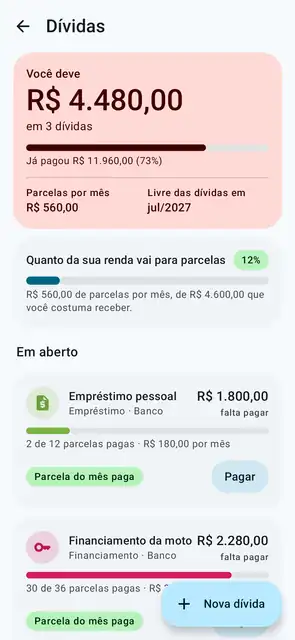 Dívidas
Você deve
R$ 4.480,00
em 3 dívidas
Já pagou R$ 11.960,00 (73%)
Parcelas por mês
R$ 560,00
Livre das dívidas em
jul/2027
Quanto da sua renda vai para parcelas
12%
R$ 560,00 de parcelas por mês, de R$ 4.600,00 que
você costuma receber.
Em aberto
Empréstimo pessoal
R$ 1.800,00
Empréstimo · Banco
falta pagar
2 de 12 parcelas pagas · R$ 180,00 por mês
Parcela do mês paga
Pagar
Financiamento da moto
R$ 2.280,00
Financiamento · Banco
falta pagar
30 de 36 parcelas pagas · R$
Parcela do mês paga
Nova dívida